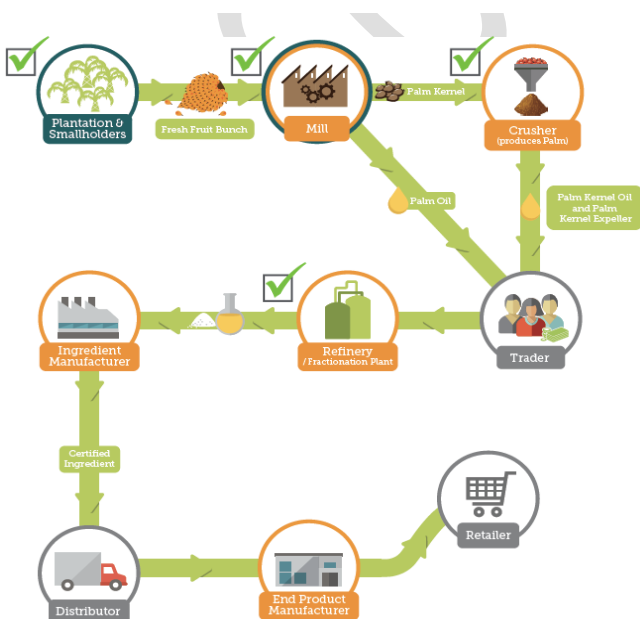 Plantation &
Smallholders
Fresh Fruit Bunch
Mill
Palm Kernel
Crusher
(produces Palm)
Palm Oil
Palm Kernel Oil
and Palm
Kernel Expeller
Ingredient
Manufacturer
Refinery
/ Fractionation Plant
Trader
Certified
Ingredient
Retailer
Distributor
End Product
Manufacturer